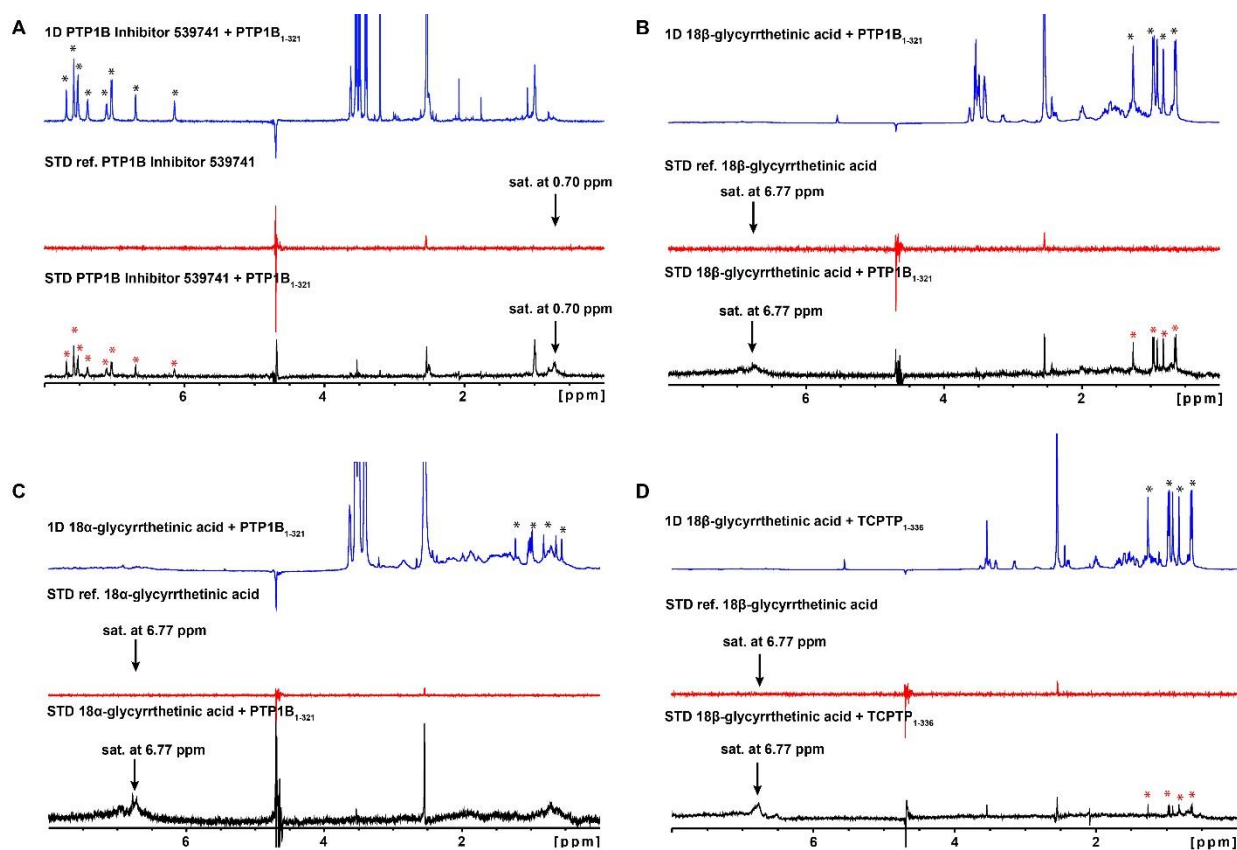 A
1D PTP1B Inhibitor 539741 + PTP1B1-321
* * * * * * * *
STD ref. PTP1B Inhibitor 539741
sat. at 0.70 ppm
STD PTP1B Inhibitor 539741 + PTP1B1-321
sat. at 0.70 ppm
* * * * * * * *
6 4 2 [ppm]
B
1D 18β-glycyrrthetinic acid + PTP1B1-321
* * * *
STD ref. 18β-glycyrrthetinic acid
sat. at 6.77 ppm
STD 18β-glycyrrthetinic acid + PTP1B1-321
sat. at 6.77 ppm
* * * *
6 4 2 [ppm]
C
1D 18α-glycyrrthetinic acid + PTP1B1-321
* * * *
STD ref. 18α-glycyrrthetinic acid
sat. at 6.77 ppm
STD 18α-glycyrrthetinic acid + PTP1B1-321
sat. at 6.77 ppm
6 4 2 [ppm]
D
1D 18β-glycyrrthetinic acid + TCPTP1-336
* * * *
STD ref. 18β-glycyrrthetinic acid
sat. at 6.77 ppm
STD 18β-glycyrrthetinic acid + TCPTP1-336
sat. at 6.77 ppm
* * * *
6 4 2 [ppm]